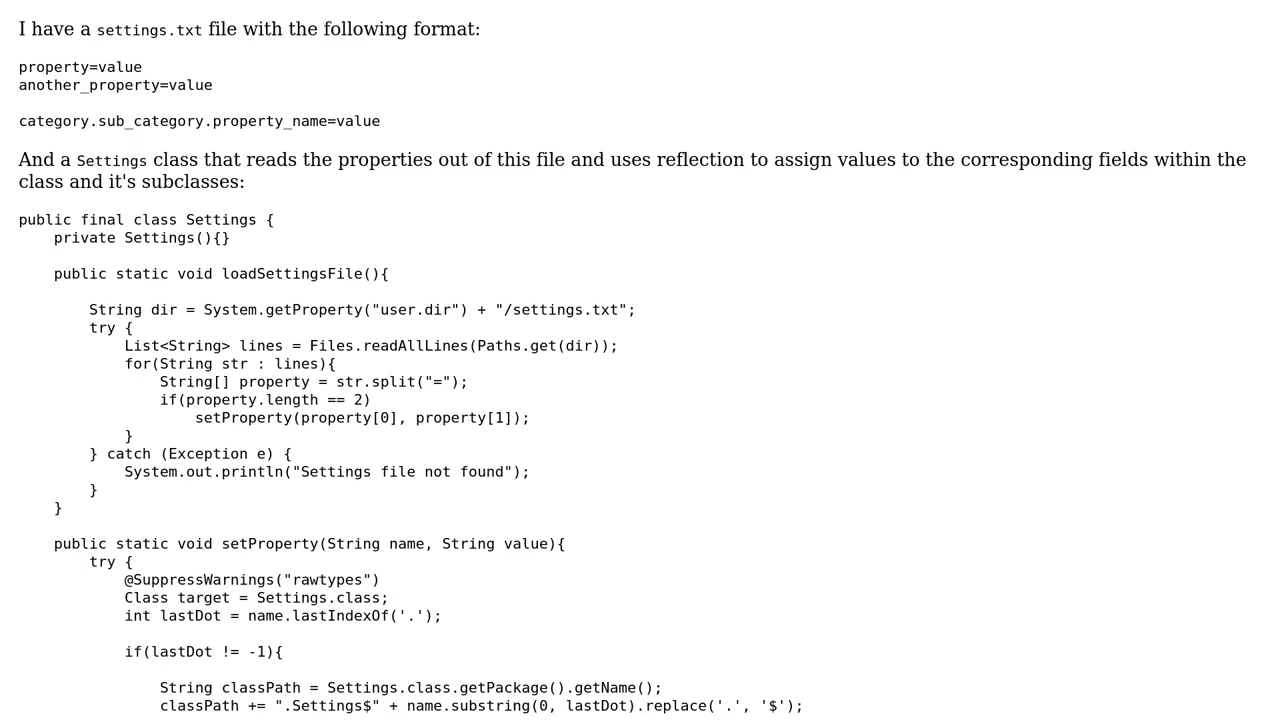 I have a settings.txt file with the following format:
property=value
another_property=value
category.sub_category.property_name=value
And a Settings class that reads the properties out of this file and uses reflection to assign values to the corresponding fields within the
class and it's subclasses:
public final class Settings {
    private Settings(){}
    public static void loadSettingsFile(){
        String dir = System.getProperty("user.dir") + "/settings.txt";
        try {
            List<String> lines = Files.readAllLines(Paths.get(dir));
            for(String str : lines){
                String[] property = str.split("=");
                if(property.length == 2)
                    setProperty(property[0], property[1]);
            }
        } catch (Exception e) {
            System.out.println("Settings file not found");
        }
    }
    public static void setProperty(String name, String value){
        try {
            @SuppressWarnings("rawtypes")
            Class target = Settings.class;
            int lastDot = name.lastIndexOf('.');
            if(lastDot != -1){
                String classPath = Settings.class.getPackage().getName();
                classPath += ".Settings$" + name.substring(0, lastDot).replace('.', '$');